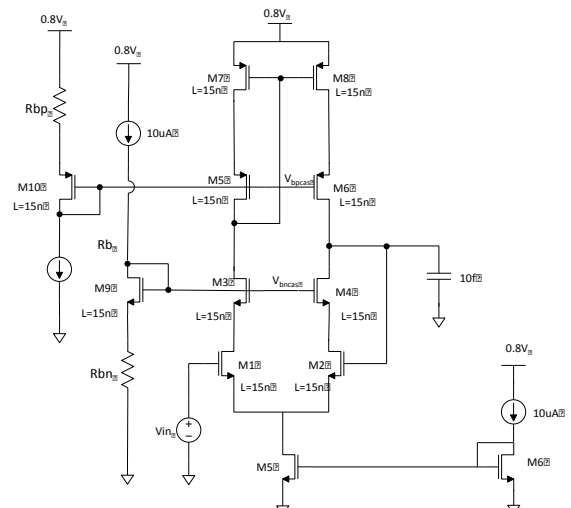 0.8V
0.8V
0.8V
M7
M8
L=15n
L=15n
Rbp
10uA
M10
M5
Vbpcas
M6
L=15n
L=15n
L=15n
Rb
M9
M3
Vbncas
M4
10f
L=15n
L=15n
L=15n
0.8V
Rbn
M1
M2
L=15n
L=15n
10uA
Vin
M5
M6